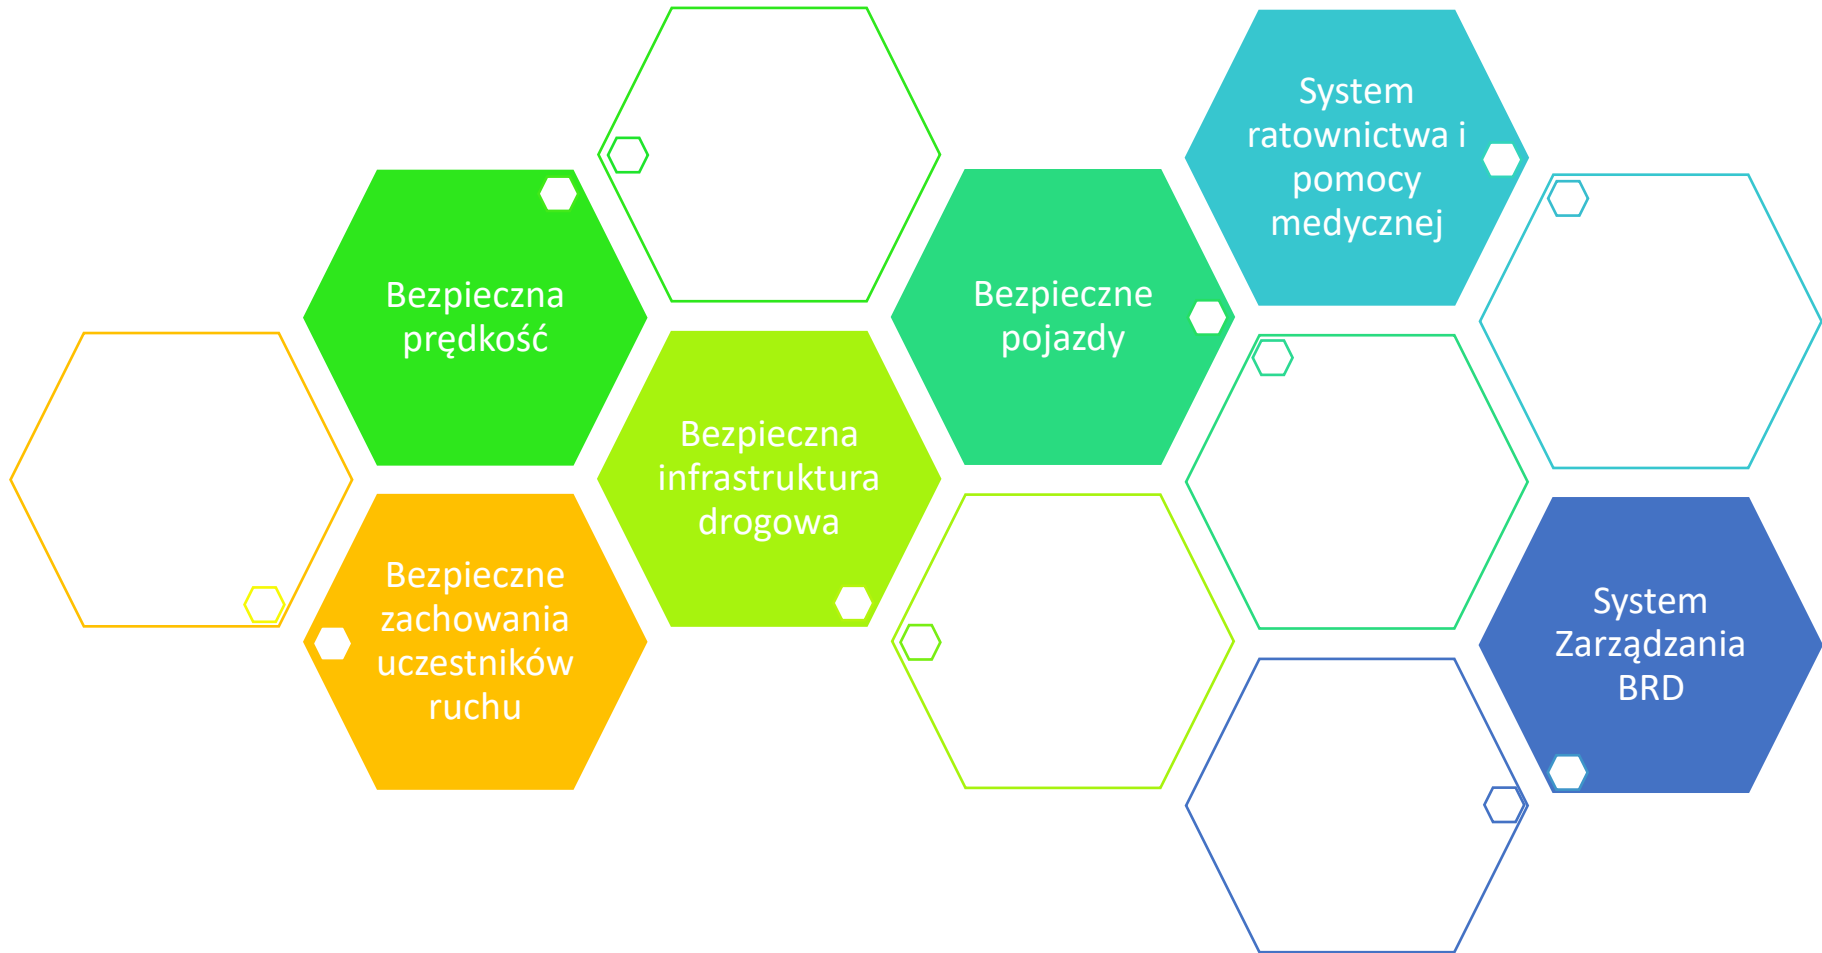 System
ratownictwa i
pomocy
medycznej
Bezpieczna
prędkość
Bezpieczne
pojazdy
Bezpieczna
infrastruktura
drogowa
Bezpieczne
zachowania
uczestników
ruchu
System
Zarządzania
BRD